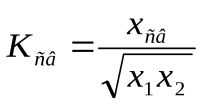 K_ñâ = x_ñâ / √(x₁x₂)